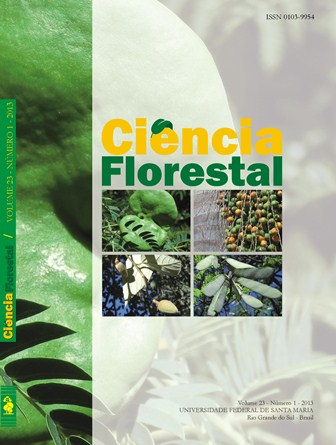 ISSN 0103-9954
Ciência
Florestal
Volume 23 - Número 1 - 2013
UNIVERSIDADE FEDERAL DE SANTA MARIA
Rio Grande do Sul - Brasil
Ciência Florestal / VOLUME 23 - NÚMERO 1 - 2013